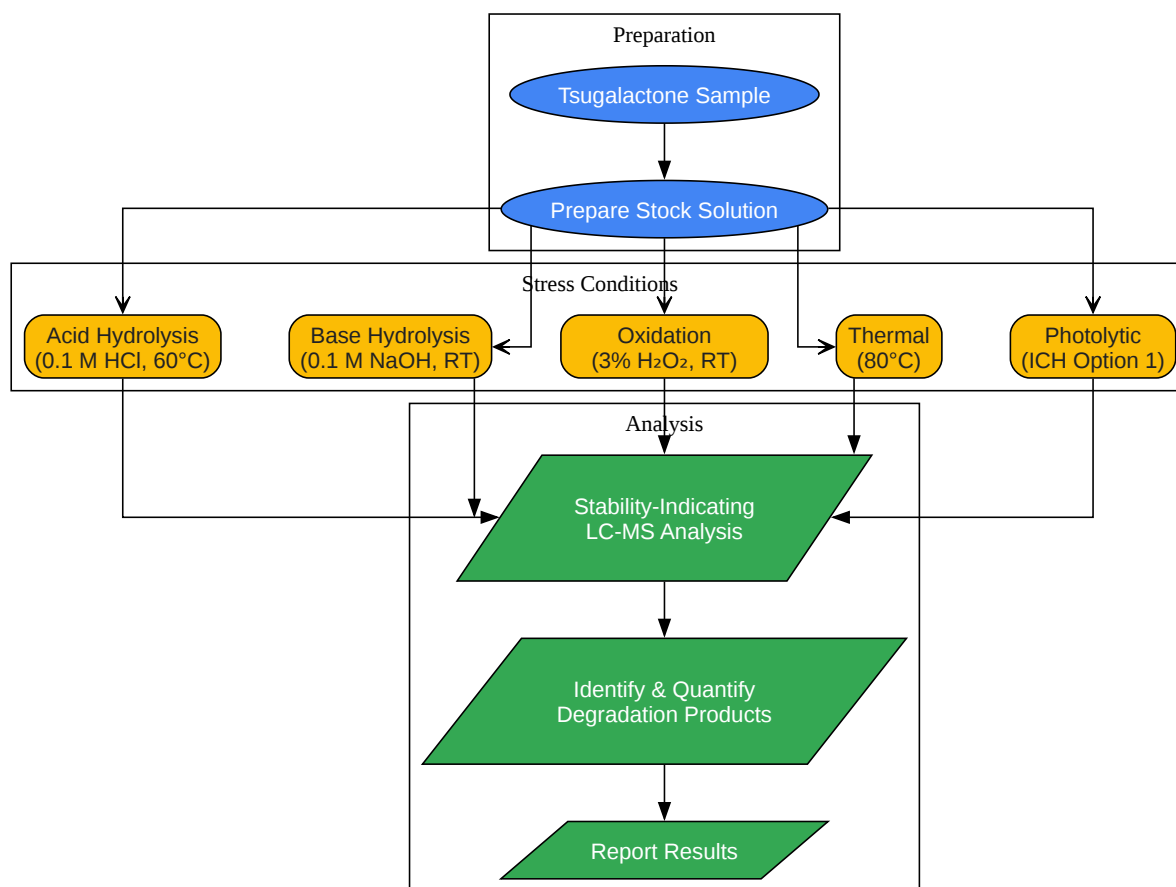 Preparation
Tsugalactone Sample
Prepare Stock Solution
Stress Conditions
Acid Hydrolysis
(0.1 M HCl, 60°C)
Base Hydrolysis
(0.1 M NaOH, RT)
Oxidation
(3% H₂O₂, RT)
Thermal
(80°C)
Photolytic
(ICH Option 1)
Analysis
Stability-Indicating
LC-MS Analysis
Identify & Quantify
Degradation Products
Report Results